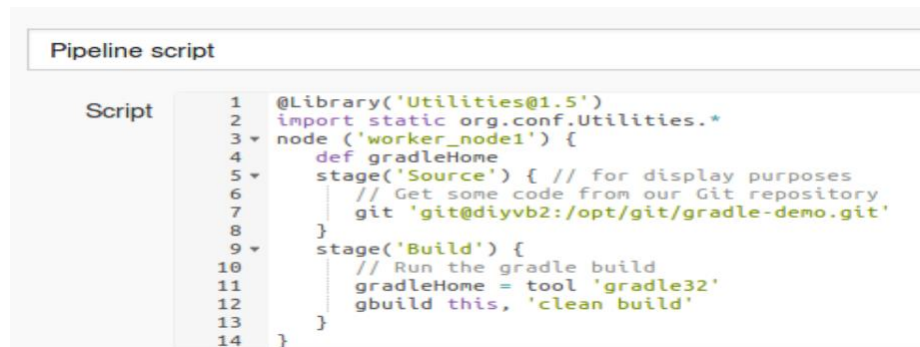 Pipeline script
Script
1 @Library('Utilities@1.5')
2 import static org.conf.Utilities.*
3 node ('worker_node1') {
4 def gradleHome
5 stage('Source') { // for display purposes
6 // Get some code from our Git repository
7 git 'git@diyvb2:/opt/git/gradle-demo.git'
8 }
9 stage('Build') {
10 // Run the gradle build
11 gradleHome = tool 'gradle32'
12 gbuild this, 'clean build'
13 }
14 }